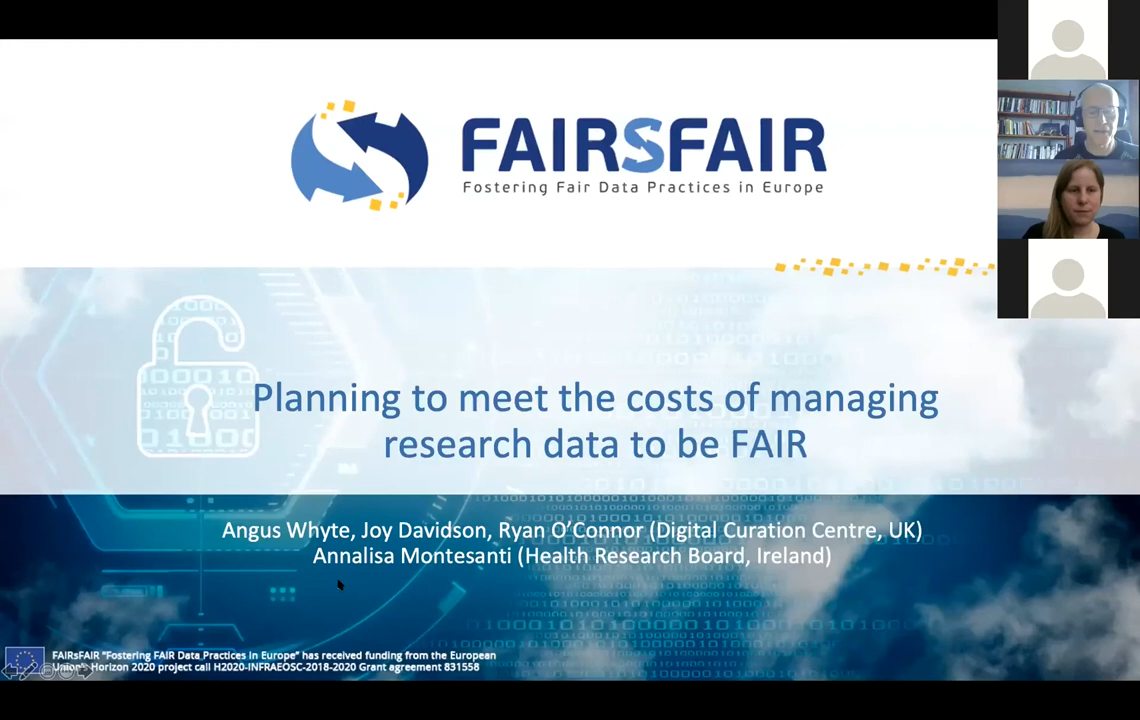 FAIRSFAIR
Fostering Fair Data Practices in Europe
Planning to meet the costs of managing
research data to be FAIR
Angus Whyte, Joy Davidson, Ryan O’Connor (Digital Curation Centre, UK)
Annalisa Montesanti (Health Research Board, Ireland)
FAIRsFAIR "Fostering FAIR Data Practices In Europe" has received funding from the European
Union's Horizon 2020 project call H2020-INFRAEOSC-2018-2020 Grant agreement 831558